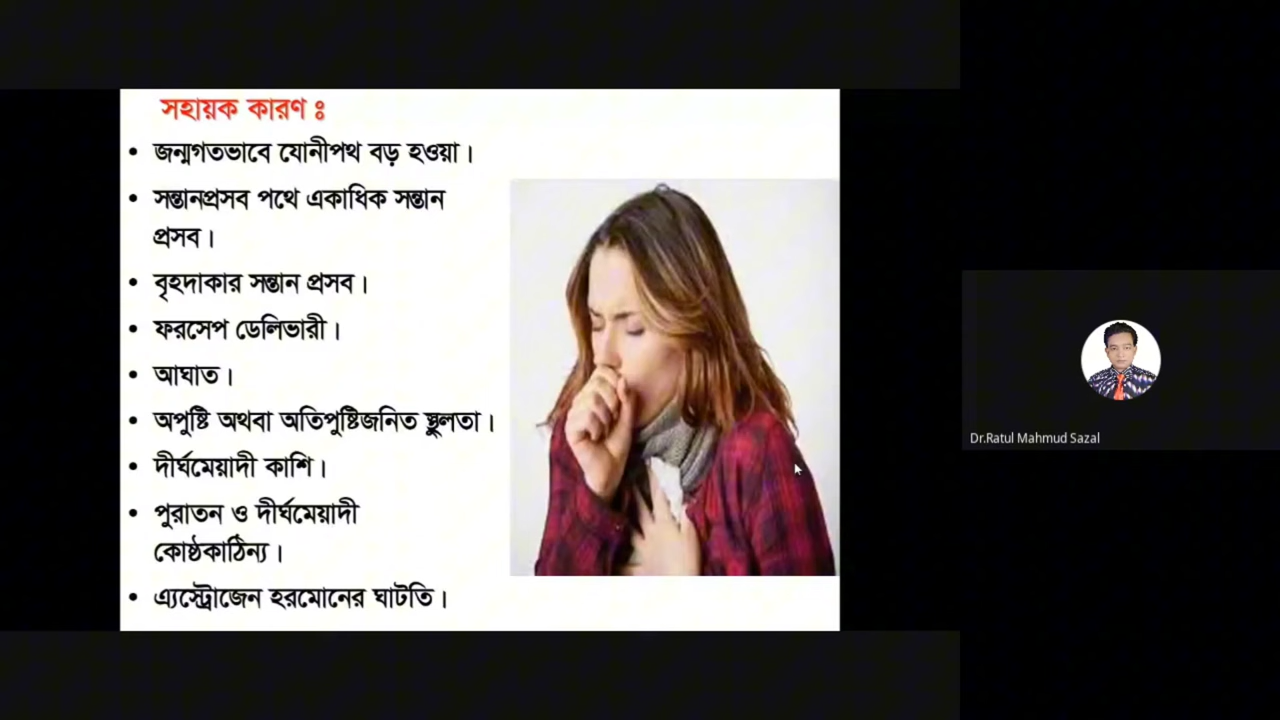 সহায়ক কারণ ঃ
• জন্মগতভাবে যোনীপথ বড় হওয়া।
• সন্তানপ্রসব পথে একাধিক সন্তান
প্রসব।
• বৃহদাকার সন্তান প্রসব।
• ফরসেপ ডেলিভারী।
• আঘাত।
• অপুষ্টি অথবা অতিপুষ্টিজনিত স্থুলতা।
• দীর্ঘমেয়াদী কাশি।
• পুরাতন ও দীর্ঘমেয়াদী
কোষ্ঠকাঠিন্য।
• এ্যস্ট্রোজেন হরমোনের ঘাটতি।
Dr.Ratul Mahmud Sazal